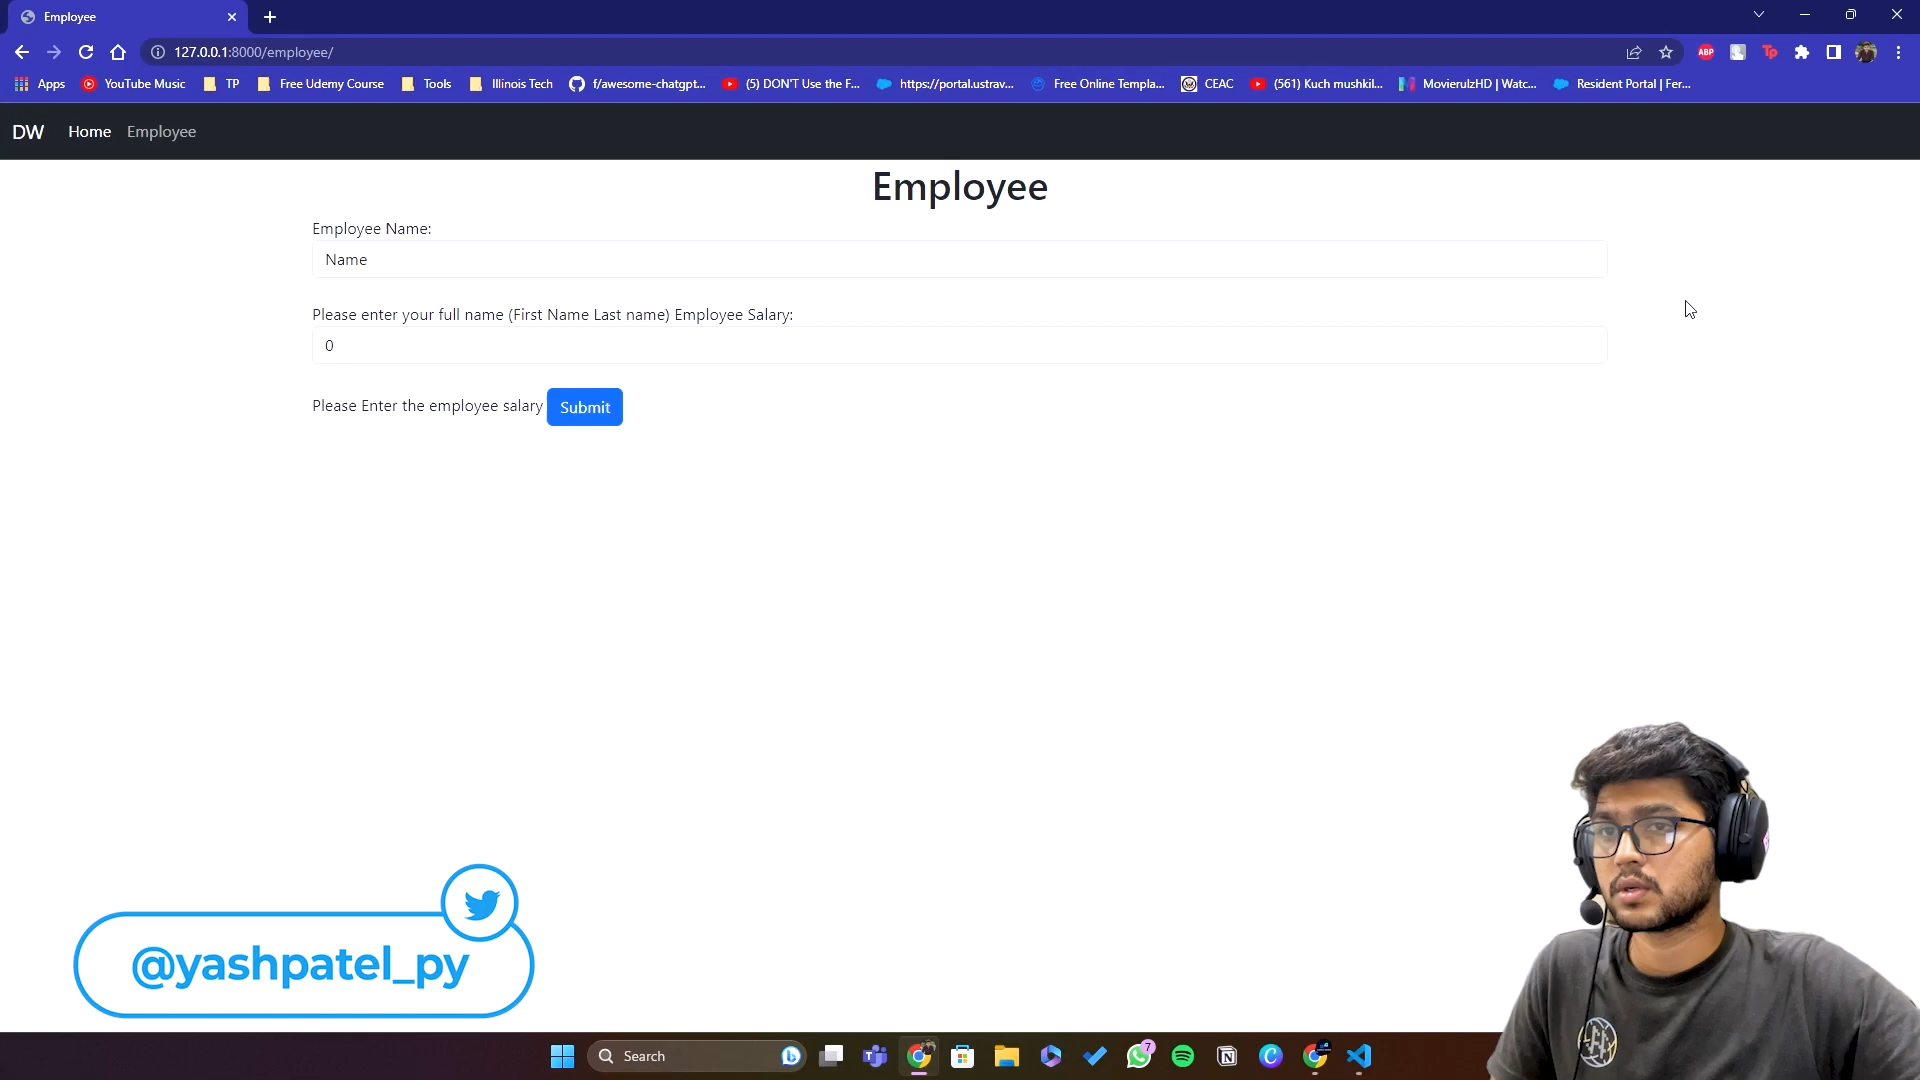 Employee
127.0.0.1:8000/employee/
ABP
Tp
Apps
YouTube Music
TP
Free Udemy Course
Tools
Illinois Tech
f/awesome-chatgpt...
(5) DON'T Use the F...
https://portal.ustrav...
Free Online Templa...
CEAC
(561) Kuch mushkil...
MovierulzHD | Watc...
Resident Portal | Fer...
DW
Home
Employee
Employee
Employee Name:
Name
Please enter your full name (First Name Last name) Employee Salary:
0
Please Enter the employee salary
Submit
@yashpatel_py
Search
7